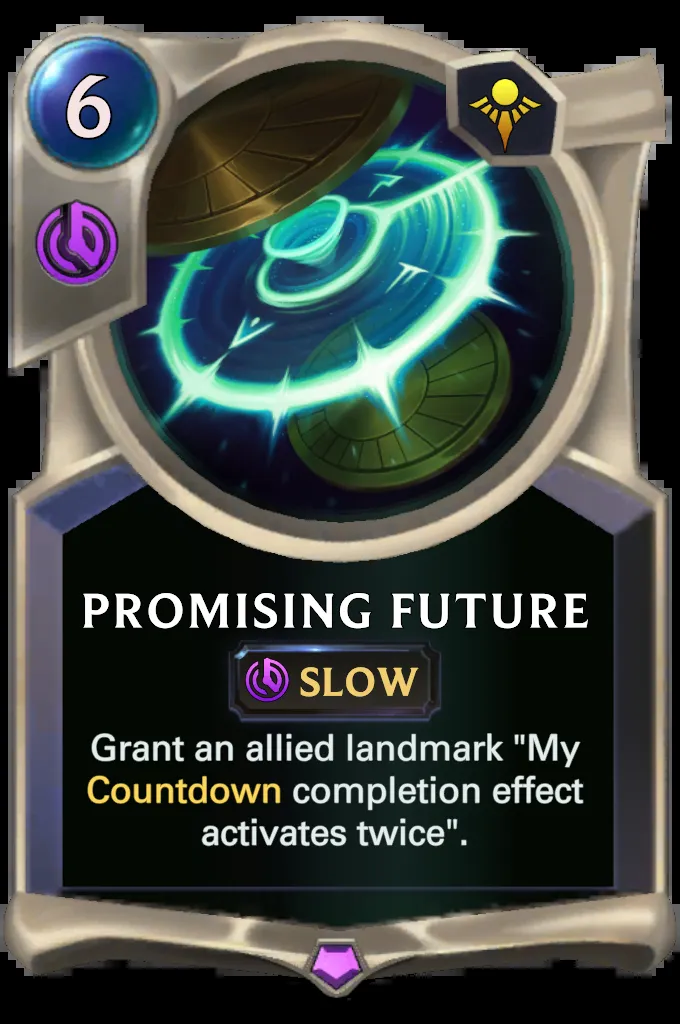 6
PROMISING FUTURE
SLOW
Grant an allied landmark "My
Countdown completion effect
activates twice".